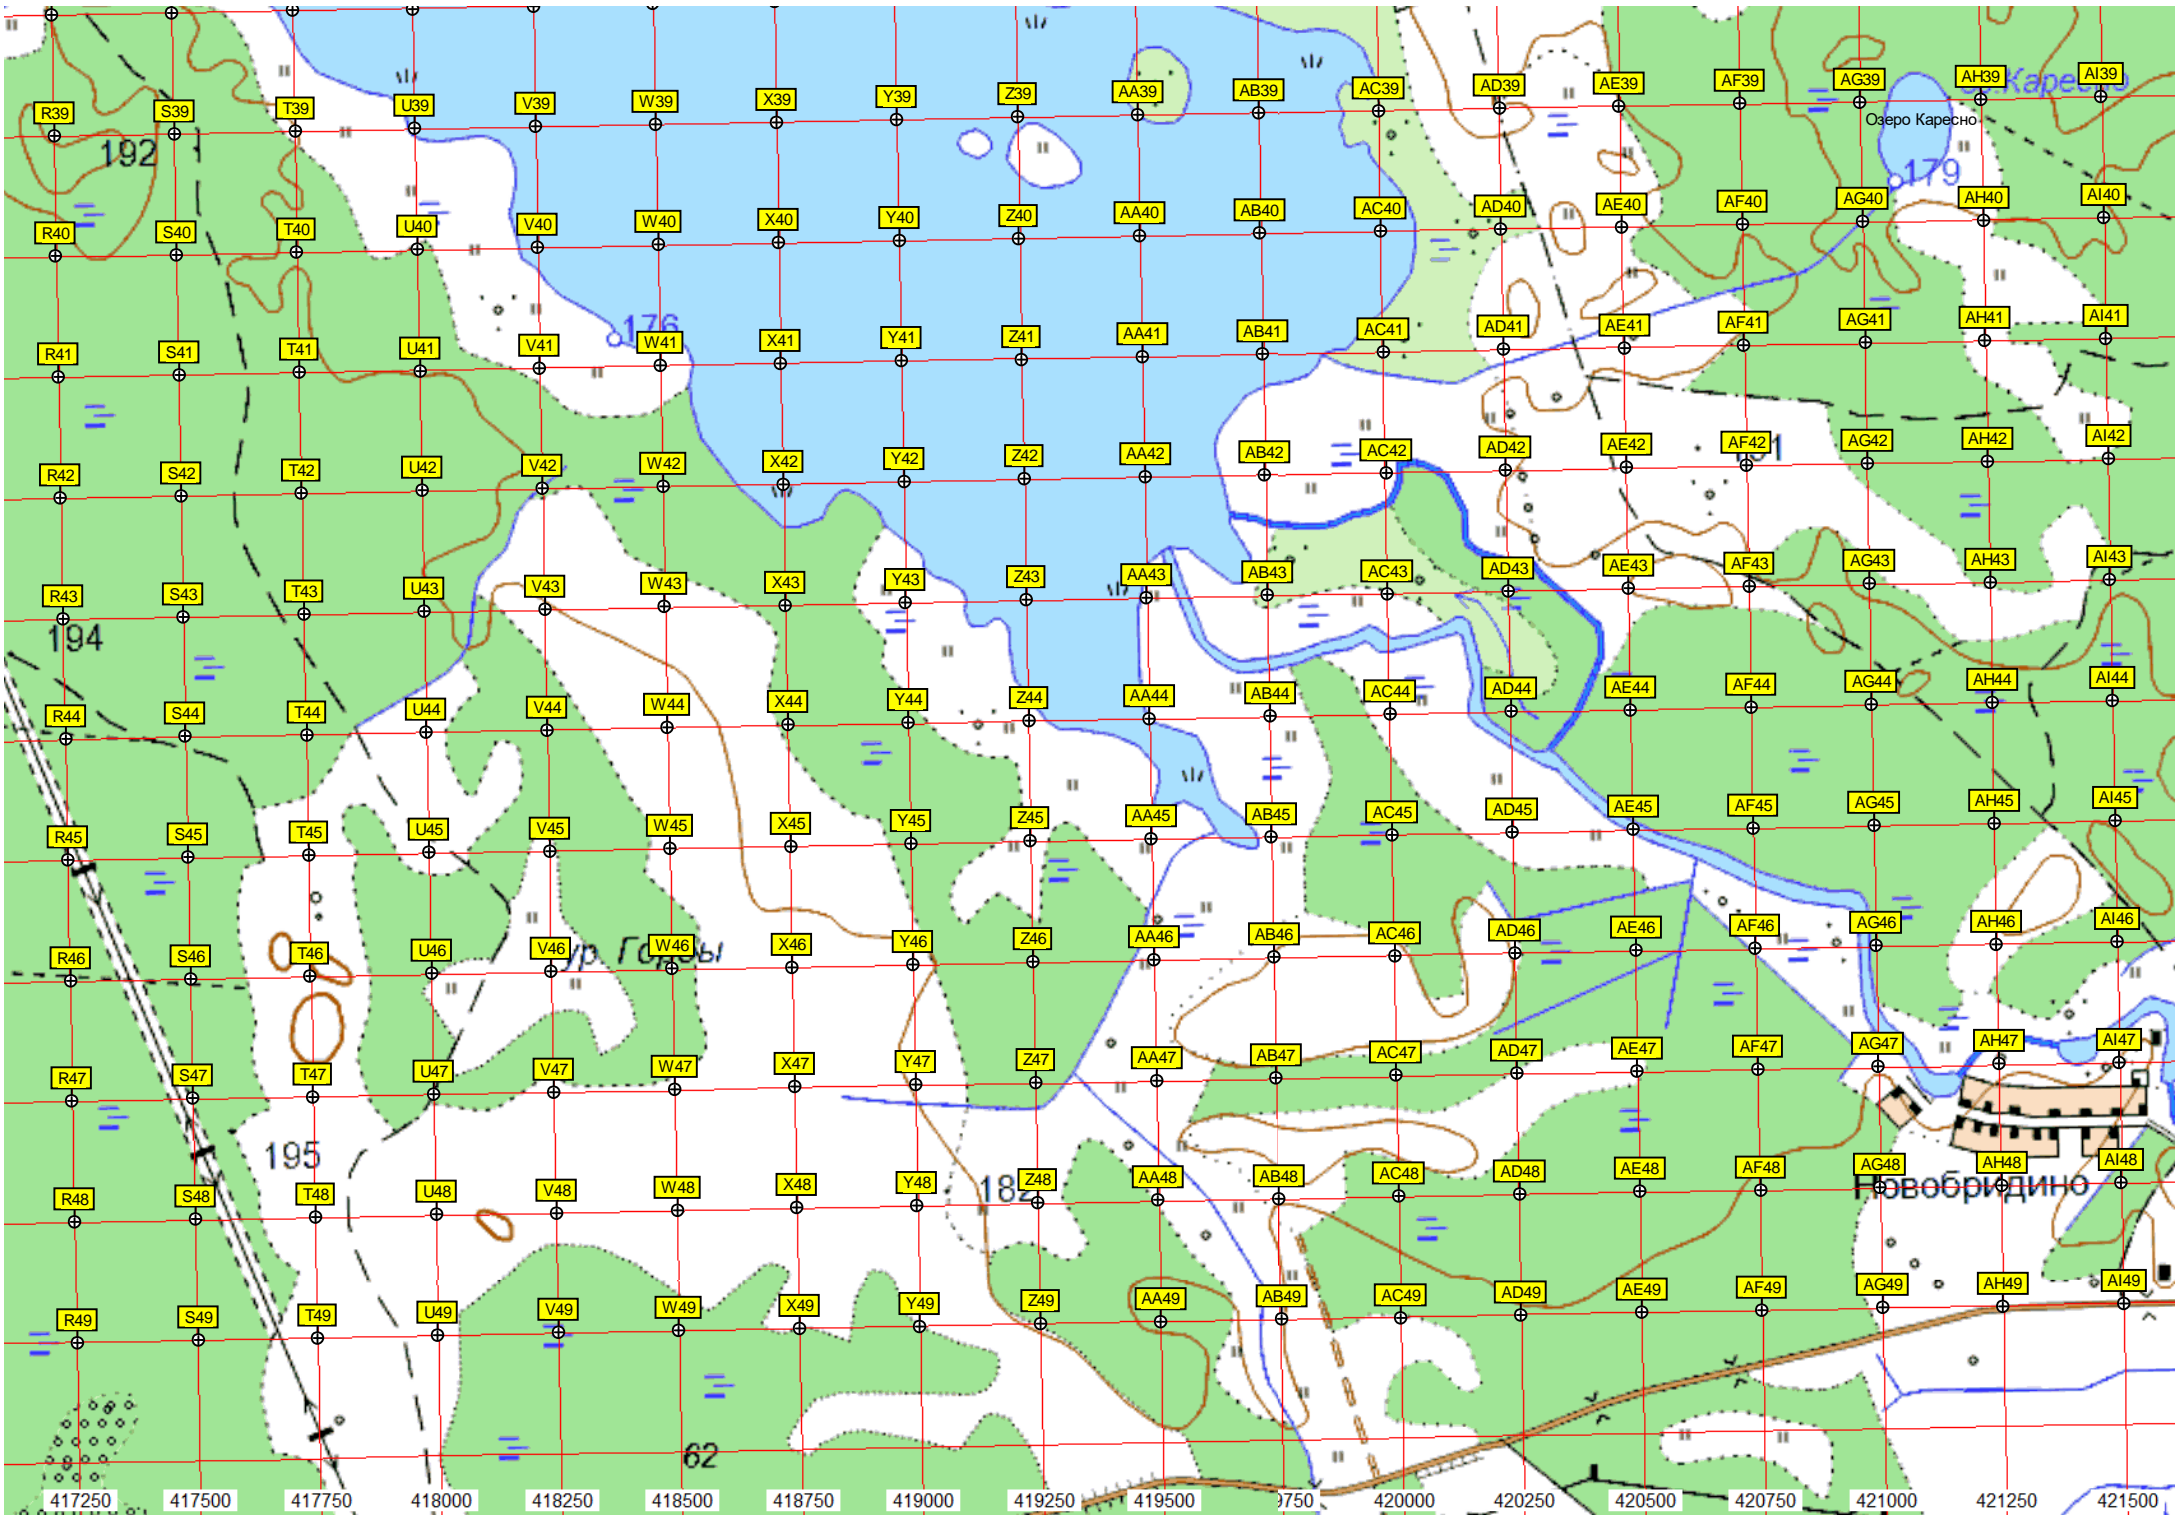 R39 S39 T39 U39 V39 W39 X39 Y39 Z39 AA39 AB39 AC39 AD39 AE39 AF39 AG39 AH39 AI39
Озеро Каресно
192
179
R40 S40 T40 U40 V40 W40 X40 Y40 Z40 AA40 AB40 AC40 AD40 AE40 AF40 AG40 AH40 AI40
176
R41 S41 T41 U41 V41 W41 X41 Y41 Z41 AA41 AB41 AC41 AD41 AE41 AF41 AG41 AH41 AI41
R42 S42 T42 U42 V42 W42 X42 Y42 Z42 AA42 AB42 AC42 AD42 AE42 AF42 AG42 AH42 AI42
R43 S43 T43 U43 V43 W43 X43 Y43 Z43 AA43 AB43 AC43 AD43 AE43 AF43 AG43 AH43 AI43
194
R44 S44 T44 U44 V44 W44 X44 Y44 Z44 AA44 AB44 AC44 AD44 AE44 AF44 AG44 AH44 AI44
R45 S45 T45 U45 V45 W45 X45 Y45 Z45 AA45 AB45 AC45 AD45 AE45 AF45 AG45 AH45 AI45
R46 S46 T46 U46 V46 W46 X46 Y46 Z46 AA46 AB46 AC46 AD46 AE46 AF46 AG46 AH46 AI46
ур.
R47 S47 T47 U47 V47 W47 X47 Y47 Z47 AA47 AB47 AC47 AD47 AE47 AF47 AG47 AH47 AI47
195
182
R48 S48 T48 U48 V48 W48 X48 Y48 Z48 AA48 AB48 AC48 AD48 AE48 AF48 AG48 AH48 AI48
Новобридино
R49 S49 T49 U49 V49 W49 X49 Y49 Z49 AA49 AB49 AC49 AD49 AE49 AF49 AG49 AH49 AI49
62
417250 417500 417750 418000 418250 418500 418750 419000 419250 419500 9750 420000 420250 420500 420750 421000 421250 421500